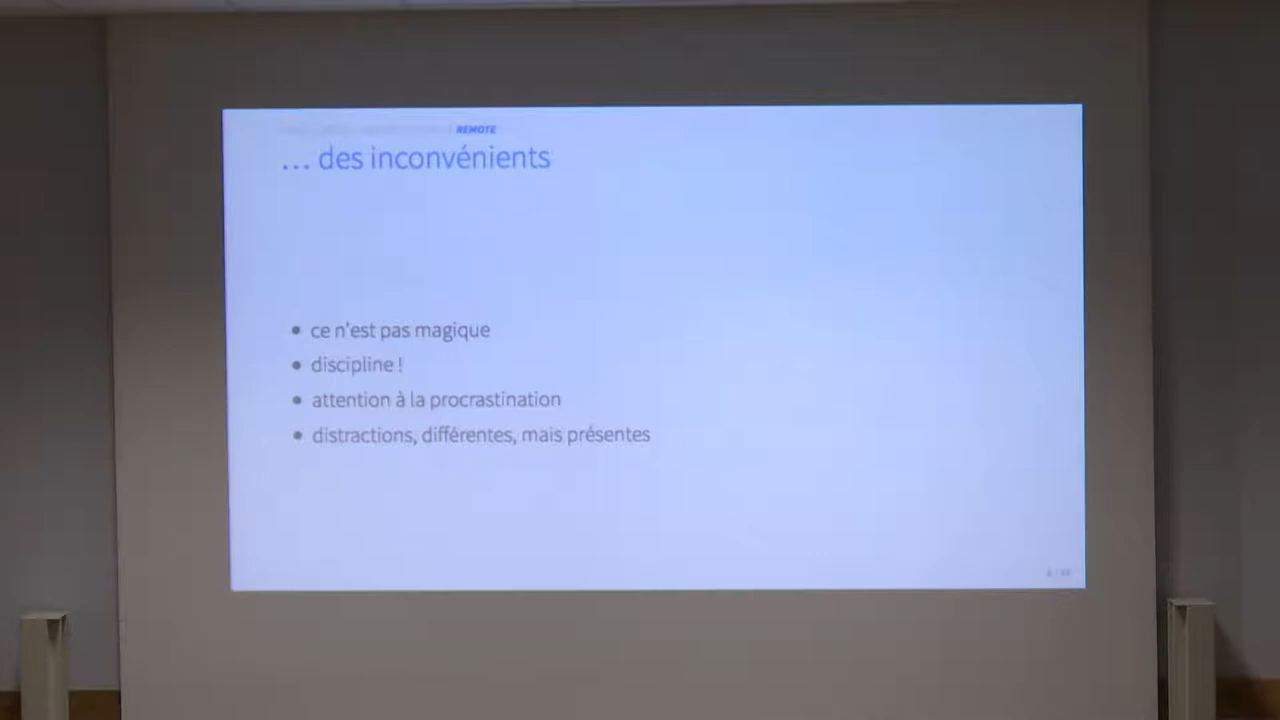 REMOTE
... des inconvénients
• ce n'est pas magique
• discipline !
• attention à la procrastination
• distractions, différentes, mais présentes